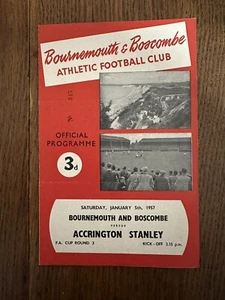 Bournemouth & Boscombe
ATHLETIC FOOTBALL CLUB
OFFICIAL
PROGRAMME
3d
SATURDAY, JANUARY 5th, 1957
BOURNEMOUTH AND BOSCOMBE
versus
ACCRINGTON STANLEY
F.A. CUP ROUND 3 KICK-OFF 2.15 p.m.